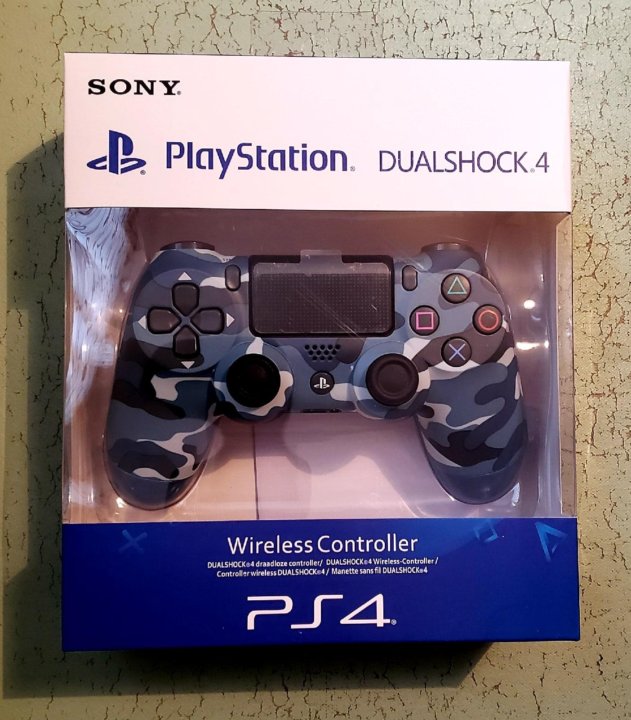 SONY®
PlayStation® DUALSHOCK®4
Wireless Controller
DUALSHOCK®4 draadloze controller/ DUALSHOCK®4 Wireless-Controller /
Controller wireless DUALSHOCK®4 / Manette sans fil DUALSHOCK®4
PS4®